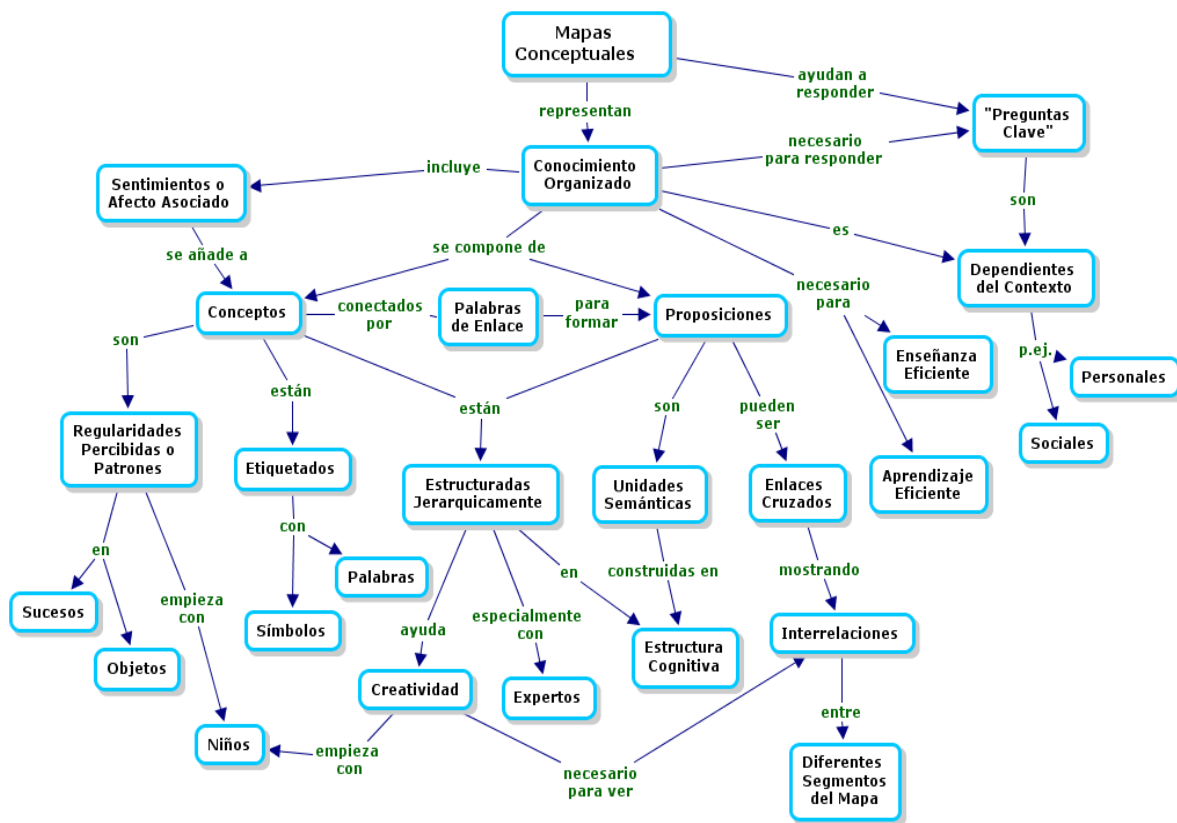 Mapas
Conceptuales
ayudan a
responder
representan
"Preguntas
Clave"
necesario
para responder
incluye
Conocimiento
Organizado
Sentimientos o
Afecto Asociado
son
es
se añade a
se compone de
Dependientes
del Contexto
necesario
para
Conceptos
conectados
por
Palabras
de Enlace
para
formar
Proposiciones
son
Enseñanza
Eficiente
p.ej.
Personales
están
están
son
pueden
ser
Regularidades
Percibidas o
Patrones
Etiquetados
Sociales
Estructuradas
Jerarquicamente
Unidades
Semánticas
Enlaces
Cruzados
Aprendizaje
Eficiente
con
en
Palabras
en
construidas en
mostrando
Sucesos
empieza
con
Símbolos
ayuda
especialmente
con
Interrelaciones
Objetos
Estructura
Cognitiva
Creatividad
Expertos
entre
Niños
empieza
con
necesario
para ver
Diferentes
Segmentos
del Mapa